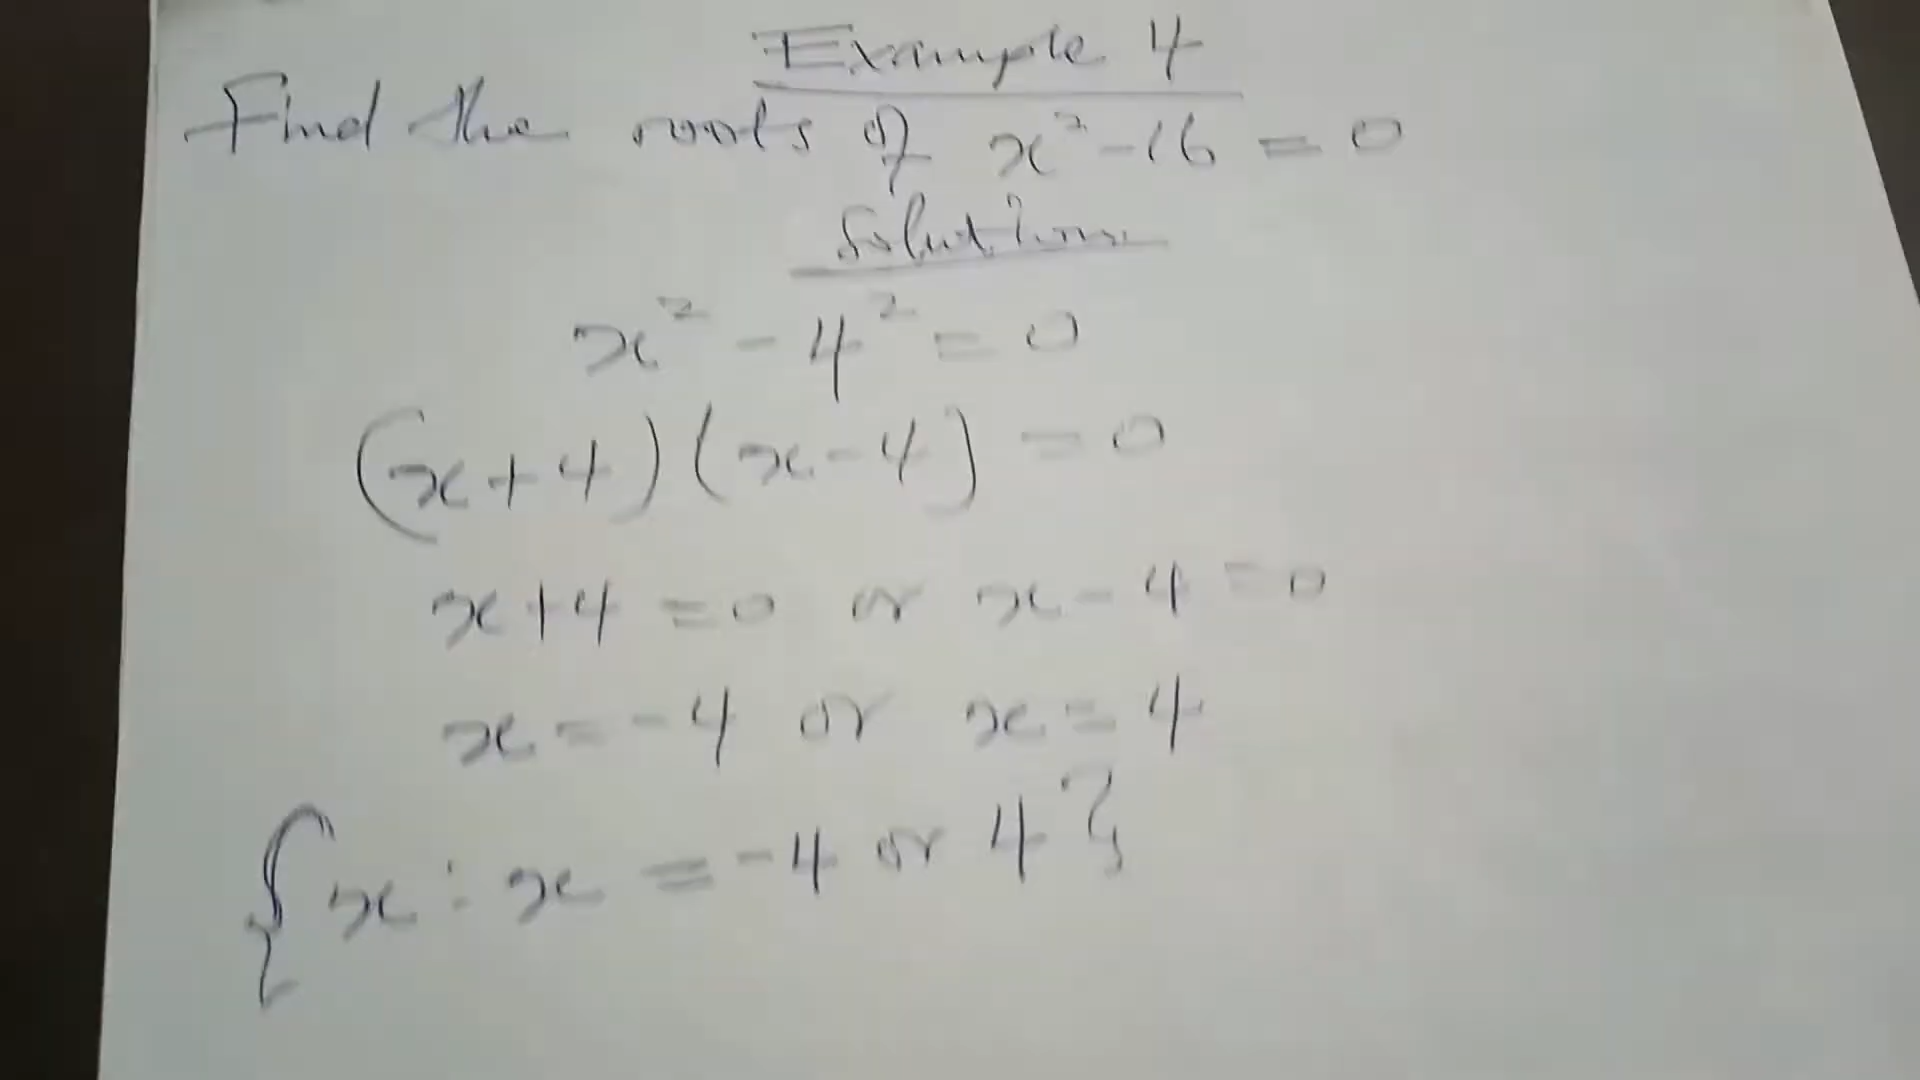 Example 4
Find the roots of x² - 16 = 0
Solution
x² - 4² = 0
(x + 4)(x - 4) = 0
x + 4 = 0 or x - 4 = 0
x = -4 or x = 4
{x : x = -4 or 4}